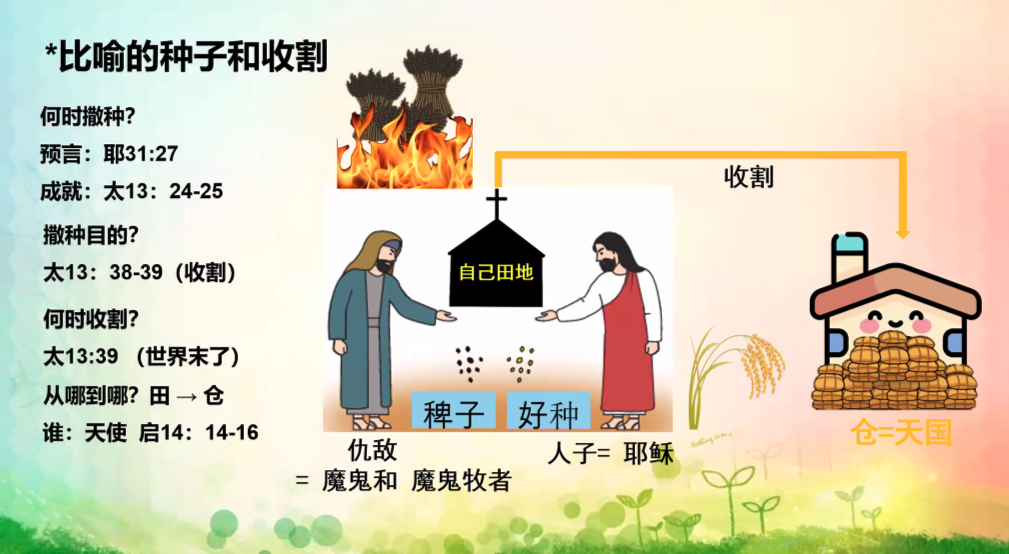 *比喻的种子和收割
何时撒种？
预言：耶31:27
成就：太13：24-25
撒种目的？
太13：38-39（收割）
何时收割？
太13:39 （世界末了）
从哪到哪？田 → 仓
谁：天使 启14：14-16
收割
自己田地
稗子
好种
仇敌
= 魔鬼和 魔鬼牧者
人子= 耶稣
仓=天国